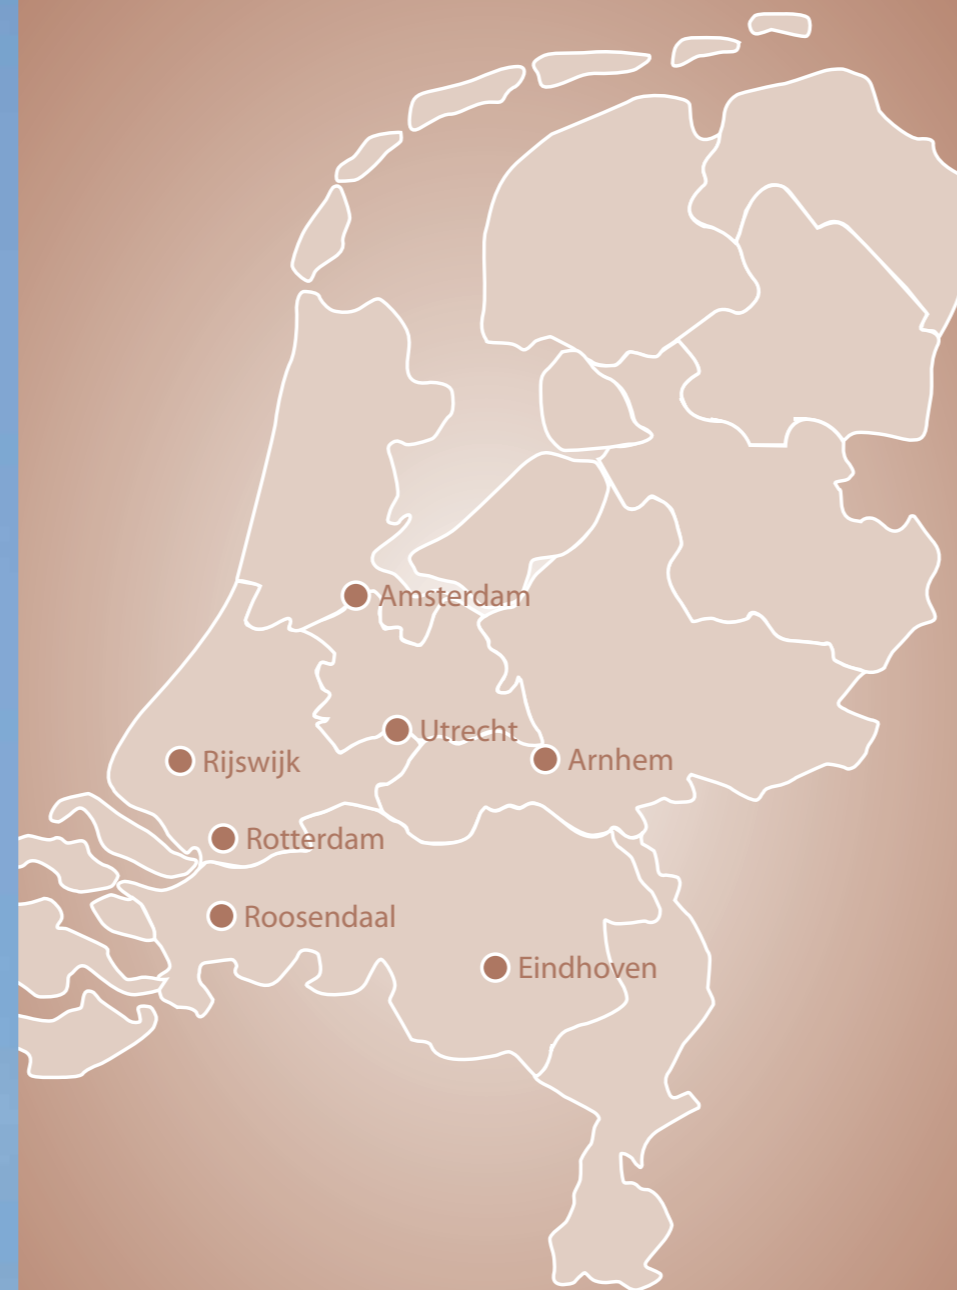 Amsterdam
Utrecht
Arnhem
Rijswijk
Rotterdam
Roosendaal
Eindhoven